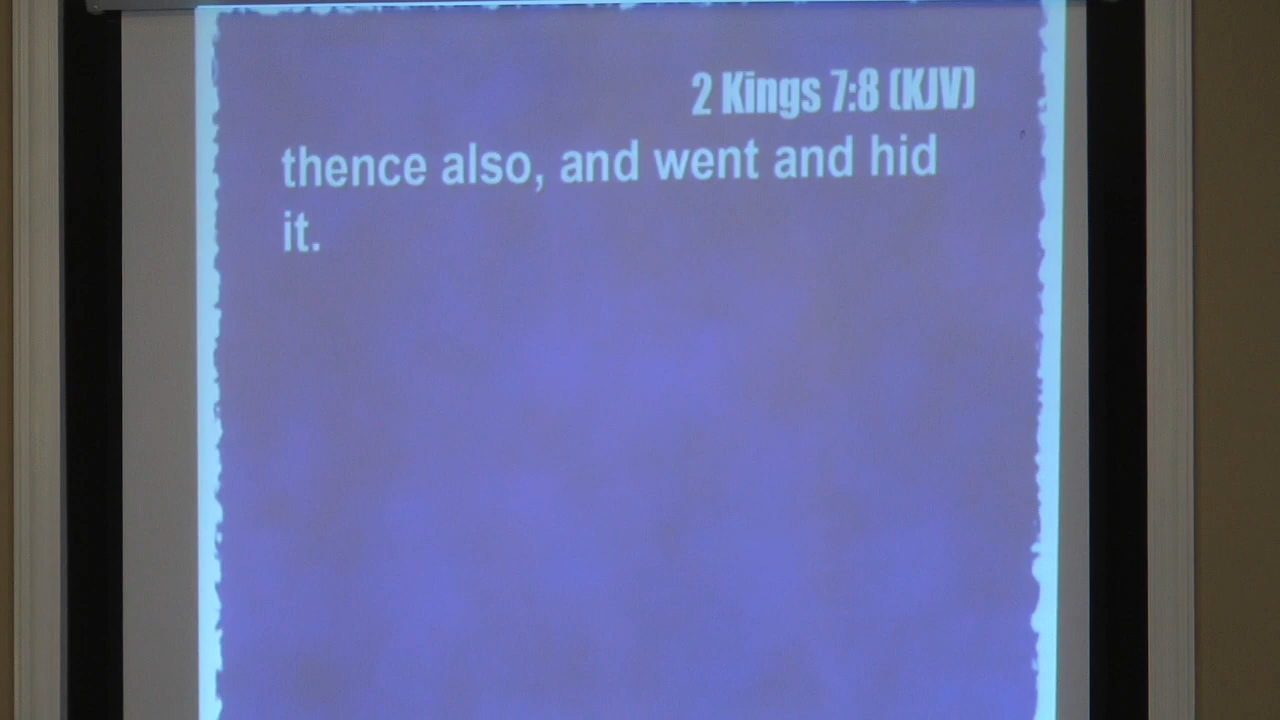 2 Kings 7:8 (KJV)
thence also, and went and hid
it.